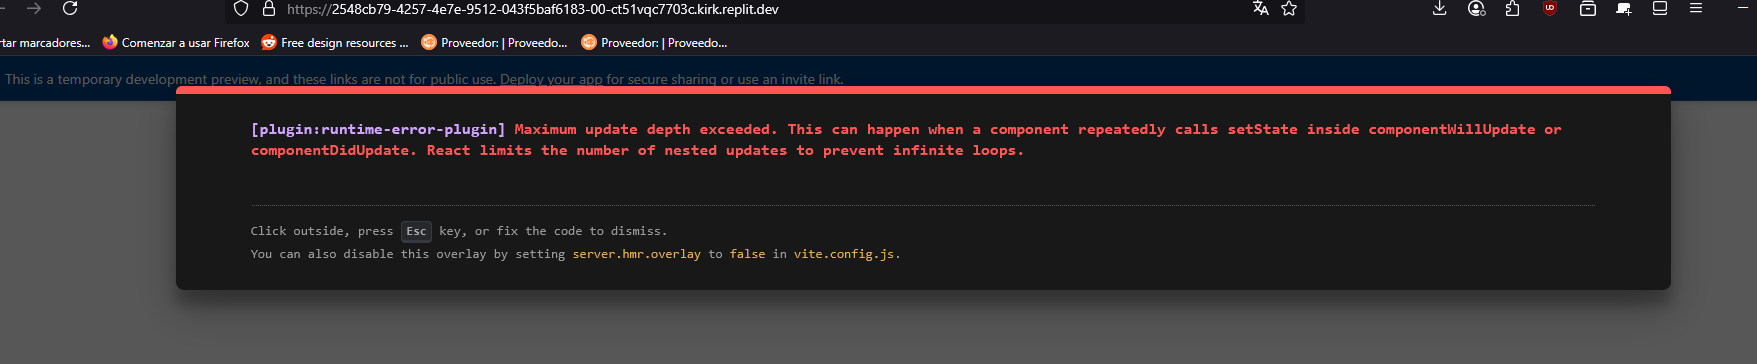 https://2548cb79-4257-4e7e-9512-043f5baf6183-00-ct51vqc7703c.kirk.replit.dev
rtar marcadores... Comenzar a usar Firefox Free design resources ... Proveedor: | Proveedo... Proveedor: | Proveedo...
This is a temporary development preview, and these links are not for public use. Deploy your app for secure sharing or use an invite link.
[plugin:runtime-error-plugin] Maximum update depth exceeded. This can happen when a component repeatedly calls setState inside componentWillUpdate or
componentDidUpdate. React limits the number of nested updates to prevent infinite loops.
Click outside, press Esc key, or fix the code to dismiss.
You can also disable this overlay by setting server.hmr.overlay to false in vite.config.js.